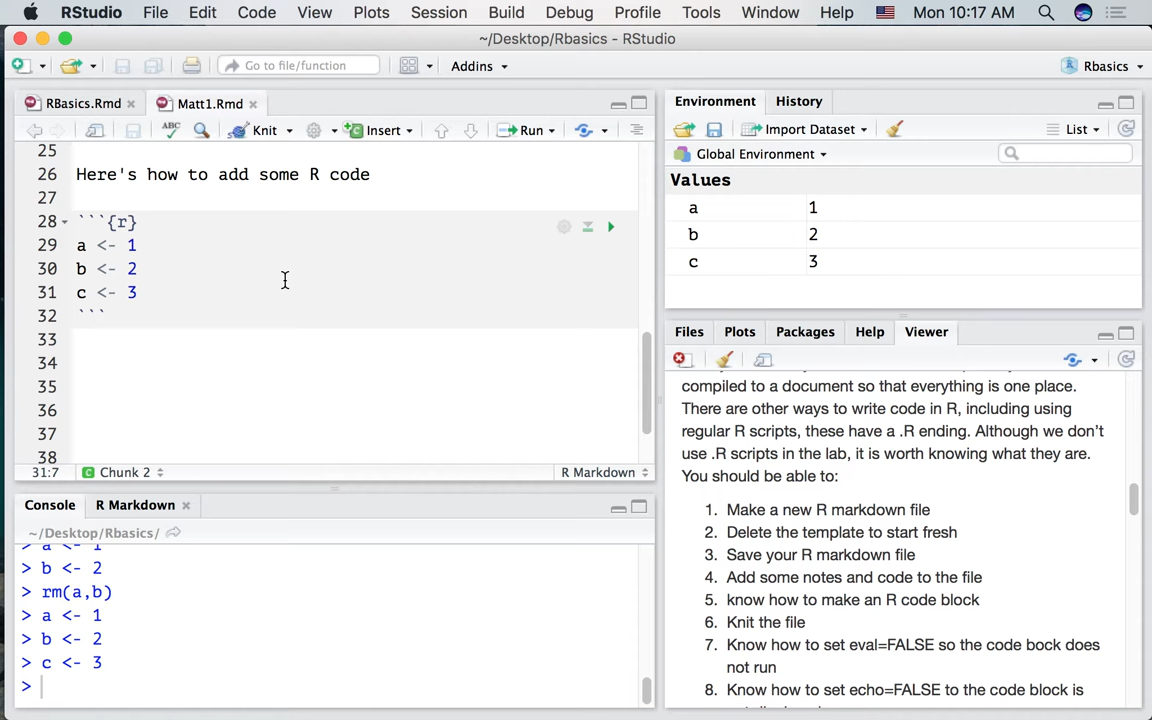 RStudio File Edit Code View Plots Session Build Debug Profile Tools Window Help Mon 10:17 AM
~/Desktop/Rbasics - RStudio
Go to file/function Addins Rbasics
RBasics.Rmd Matt1.Rmd
ABC Knit Insert Run
25
26 Here's how to add some R code
27
28 ```{r}
29 a <- 1
30 b <- 2
31 c <- 3
32 ```
33
34
35
36
37
38
31:7 Chunk 2 R Markdown
Console R Markdown
~/Desktop/Rbasics/
> a <- 1
> b <- 2
> rm(a,b)
> a <- 1
> b <- 2
> c <- 3
>
Environment History
Import Dataset List
Global Environment
Values
a 1
b 2
c 3
Files Plots Packages Help Viewer
compiled to a document so that everything is one place.
There are other ways to write code in R, including using
regular R scripts, these have a .R ending. Although we don't
use .R scripts in the lab, it is worth knowing what they are.
You should be able to:
1. Make a new R markdown file
2. Delete the template to start fresh
3. Save your R markdown file
4. Add some notes and code to the file
5. know how to make an R code block
6. Knit the file
7. Know how to set eval=FALSE so the code bock does
not run
8. Know how to set echo=FALSE to the code block is